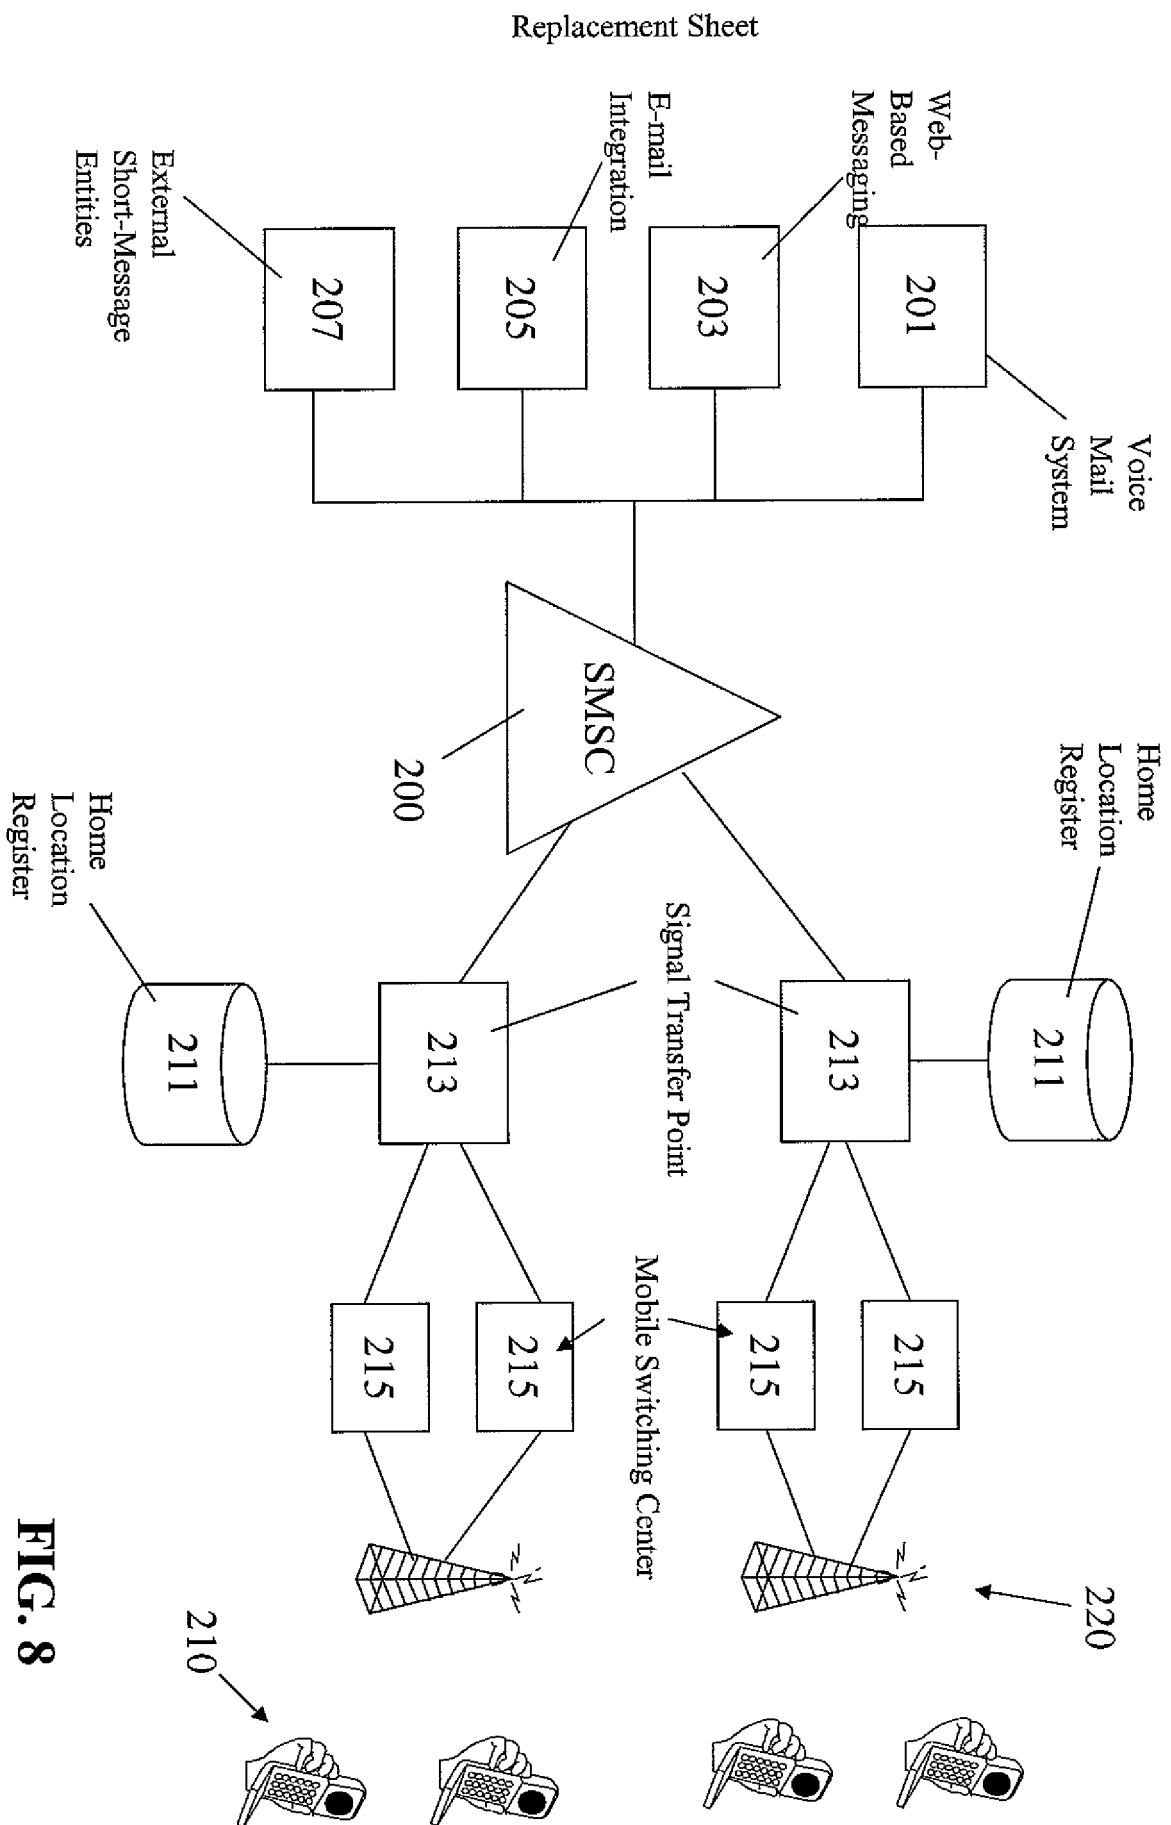 Replacement Sheet
Voice
Mail
System
201
Web-
Based
Messaging
203
E-mail
Integration
205
External
Short-Message
Entities
207
SMSC
200
Home
Location
Register
211
213
Signal Transfer Point
213
Home
Location
Register
211
215
215
Mobile Switching Center
215
215
220
210
FIG. 8